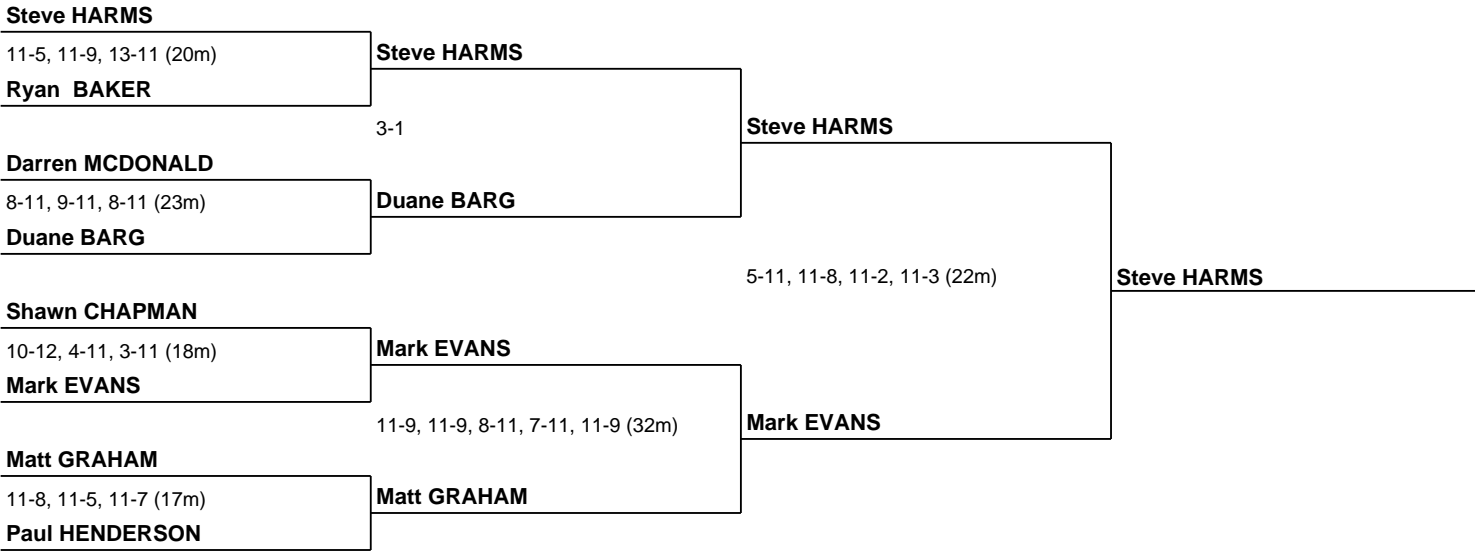 Steve HARMS
11-5, 11-9, 13-11 (20m)
Ryan  BAKER
Darren MCDONALD
8-11, 9-11, 8-11 (23m)
Duane BARG
Shawn CHAPMAN
10-12, 4-11, 3-11 (18m)
Mark EVANS
Matt GRAHAM
11-8, 11-5, 11-7 (17m)
Paul HENDERSON
Steve HARMS
3-1
Duane BARG
Mark EVANS
11-9, 11-9, 8-11, 7-11, 11-9 (32m)
Matt GRAHAM
Steve HARMS
5-11, 11-8, 11-2, 11-3 (22m)
Mark EVANS
Steve HARMS